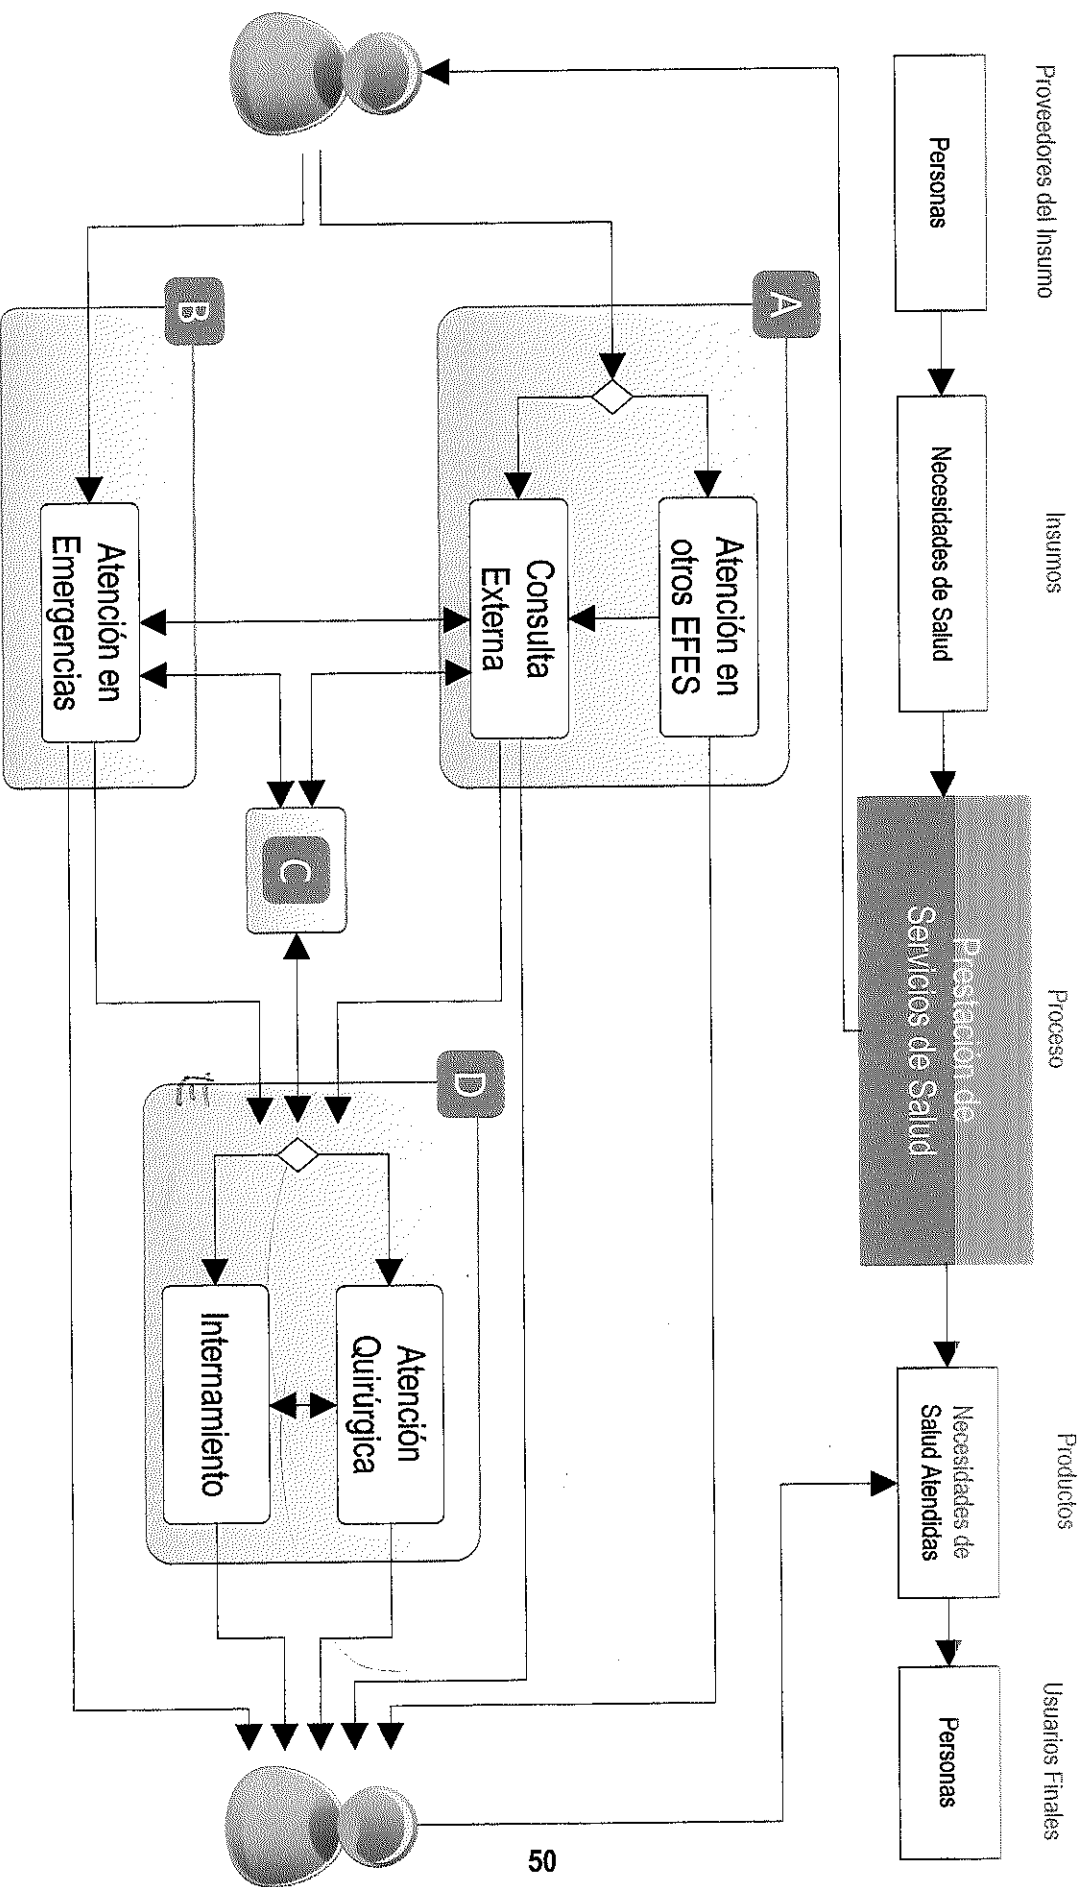 Proveedores del Insumo
Insumos
Proceso
Productos
Usuarios Finales
Personas
Necesidades de Salud
Prestación de
Servicios de Salud
Necesidades de
Salud Atendidas
Personas
A
Atención en
otros EFES
Consulta
Externa
B
Atención en
Emergencias
C
D
Atención
Quirúrgica
Internamiento
50